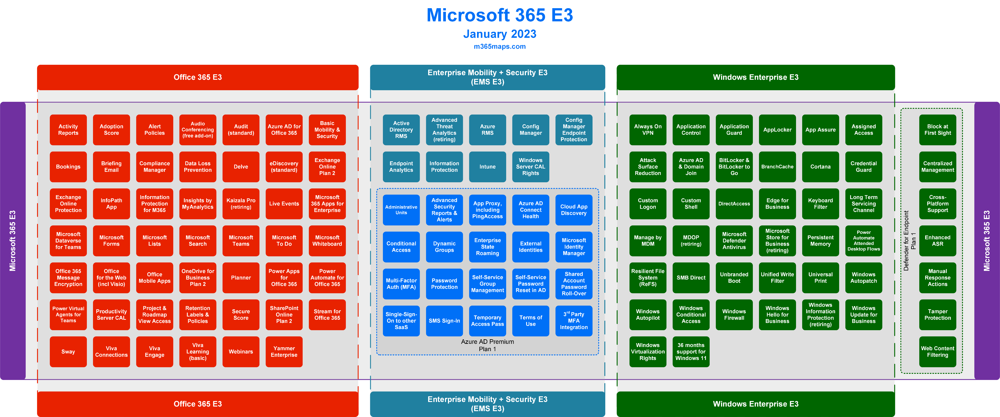 Microsoft 365 E3
January 2023
m365maps.com
Office 365 E3
Enterprise Mobility + Security E3
(EMS E3)
Windows Enterprise E3
Microsoft 365 E3
Activity
Reports
Adoption
Score
Alert
Policies
Audio
Conferencing
(free add-on)
Audit
(standard)
Azure AD for
Office 365
Basic
Mobility &
Security
Bookings
Briefing
Email
Compliance
Manager
Data Loss
Prevention
Delve
eDiscovery
(standard)
Exchange
Online
Plan 2
Exchange
Online
Protection
InfoPath
App
Information
Protection
for M365
Insights by
MyAnalytics
Kaizala Pro
(retiring)
Live Events
Microsoft
365 Apps for
Enterprise
Microsoft
Dataverse
for Teams
Microsoft
Forms
Microsoft
Lists
Microsoft
Search
Microsoft
Teams
Microsoft
To Do
Microsoft
Whiteboard
Office 365
Message
Encryption
Office
for the Web
(incl Visio)
Office
Mobile Apps
OneDrive for
Business
Plan 2
Planner
Power Apps
for
Office 365
Power
Automate for
Office 365
Power Virtual
Agents for
Teams
Productivity
Server CAL
Project &
Roadmap
View Access
Retention
Labels &
Policies
Secure
Score
SharePoint
Online
Plan 2
Stream for
Office 365
Sway
Viva
Connections
Viva
Engage
Viva
Learning
(basic)
Webinars
Yammer
Enterprise
Active
Directory
RMS
Advanced
Threat
Analytics
(retiring)
Azure
RMS
Config
Manager
Config
Manager
Endpoint
Protection
Endpoint
Analytics
Information
Protection
Intune
Windows
Server CAL
Rights
Administrative
Units
Advanced
Security
Reports &
Alerts
App Proxy,
including
PingAccess
Azure AD
Connect
Health
Cloud App
Discovery
Conditional
Access
Dynamic
Groups
Enterprise
State
Roaming
External
Identities
Microsoft
Identity
Manager
Multi-Factor
Auth (MFA)
Password
Protection
Self-Service
Group
Management
Self-Service
Password
Reset in AD
Shared
Account
Password
Roll-Over
Single-Sign-
On to other
SaaS
SMS Sign-In
Temporary
Access Pass
Terms of
Use
3rd Party
MFA
Integration
Azure AD Premium
Plan 1
Always On
VPN
Application
Control
Application
Guard
AppLocker
App Assure
Assigned
Access
Attack
Surface
Reduction
Azure AD
& Domain
Join
BitLocker &
BitLocker to
Go
BranchCache
Cortana
Credential
Guard
Custom
Logon
Custom
Shell
DirectAccess
Edge for
Business
Keyboard
Filter
Long Term
Servicing
Channel
Manage by
MDM
MDOP
(retiring)
Microsoft
Defender
Antivirus
Microsoft
Store for
Business
(retiring)
Persistent
Memory
Power
Automate
Attended
Desktop Flows
Resilient File
System
(ReFS)
SMB Direct
Unbranded
Boot
Unified Write
Filter
Universal
Print
Windows
Autopatch
Windows
Autopilot
Windows
Conditional
Access
Windows
Firewall
Windows
Hello for
Business
Windows
Information
Protection
(retiring)
Windows
Update for
Business
Windows
Virtualization
Rights
36 months
support for
Windows 11
Defender for Endpoint
Plan 1
Block at
First Sight
Centralized
Management
Cross-
Platform
Support
Enhanced
ASR
Manual
Response
Actions
Tamper
Protection
Web Content
Filtering
Microsoft 365 E3
Office 365 E3
Enterprise Mobility + Security E3
(EMS E3)
Windows Enterprise E3